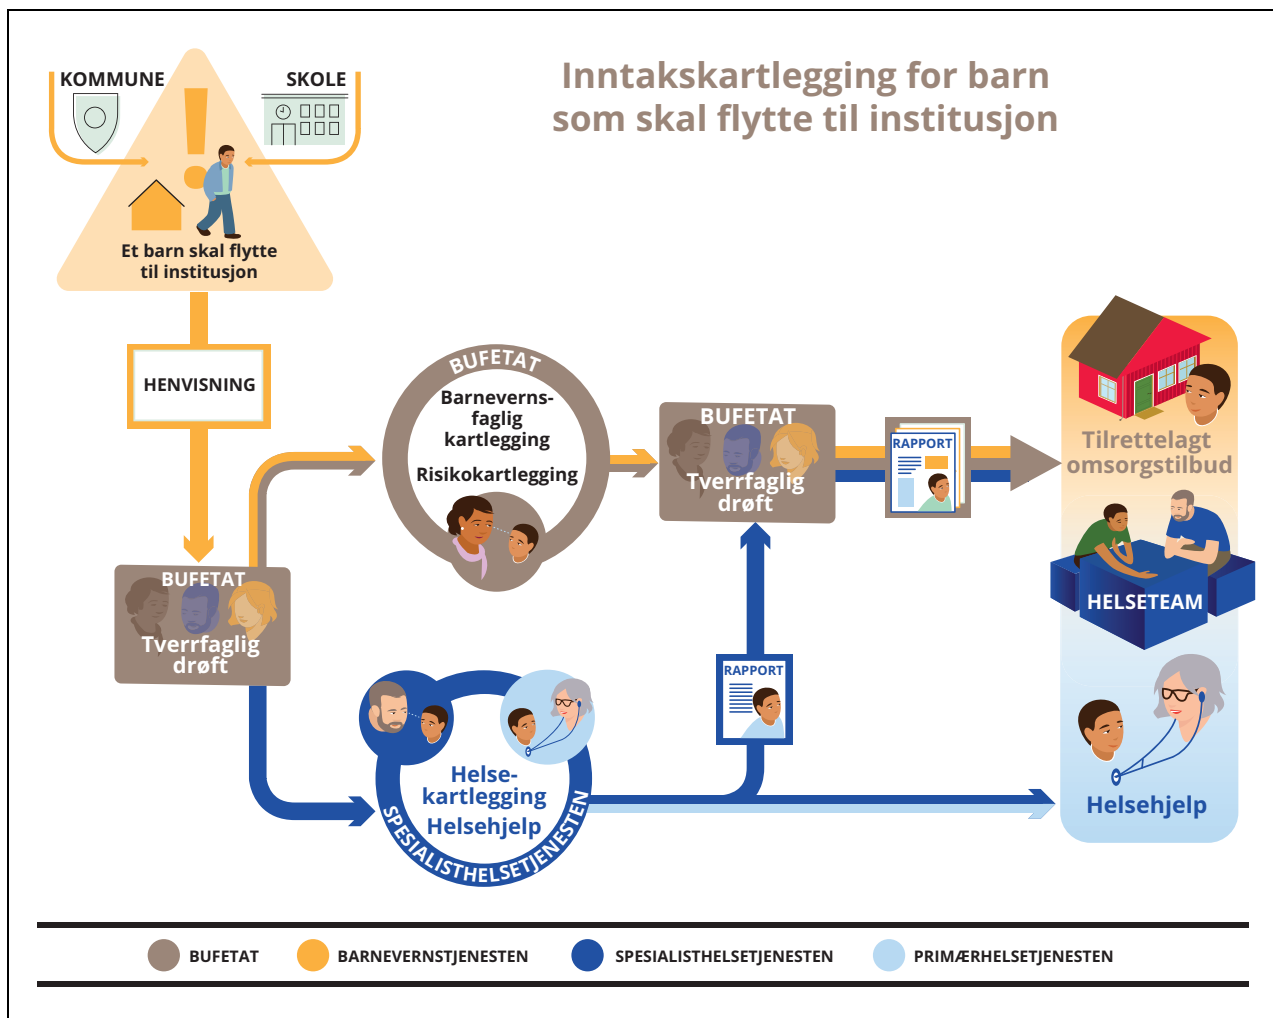 Inntakskartlegging for barn
som skal flytte til institusjon
KOMMUNE
SKOLE
Et barn skal flytte
til institusjon
HENVISNING
BUFETAT
Tverrfaglig
drøft
BUFETAT
Barneverns-
faglig
kartlegging
Risikokartlegging
Helse-
kartlegging
Helsehjelp
SPESIALISTHELSETJENESTEN
BUFETAT
Tverrfaglig
drøft
RAPPORT
RAPPORT
Tilrettelagt
omsorgstilbud
HELSETEAM
Helsehjelp
BUFETAT
BARNEVERNSTJENESTEN
SPESIALISTHELSETJENESTEN
PRIMÆRHELSETJENESTEN